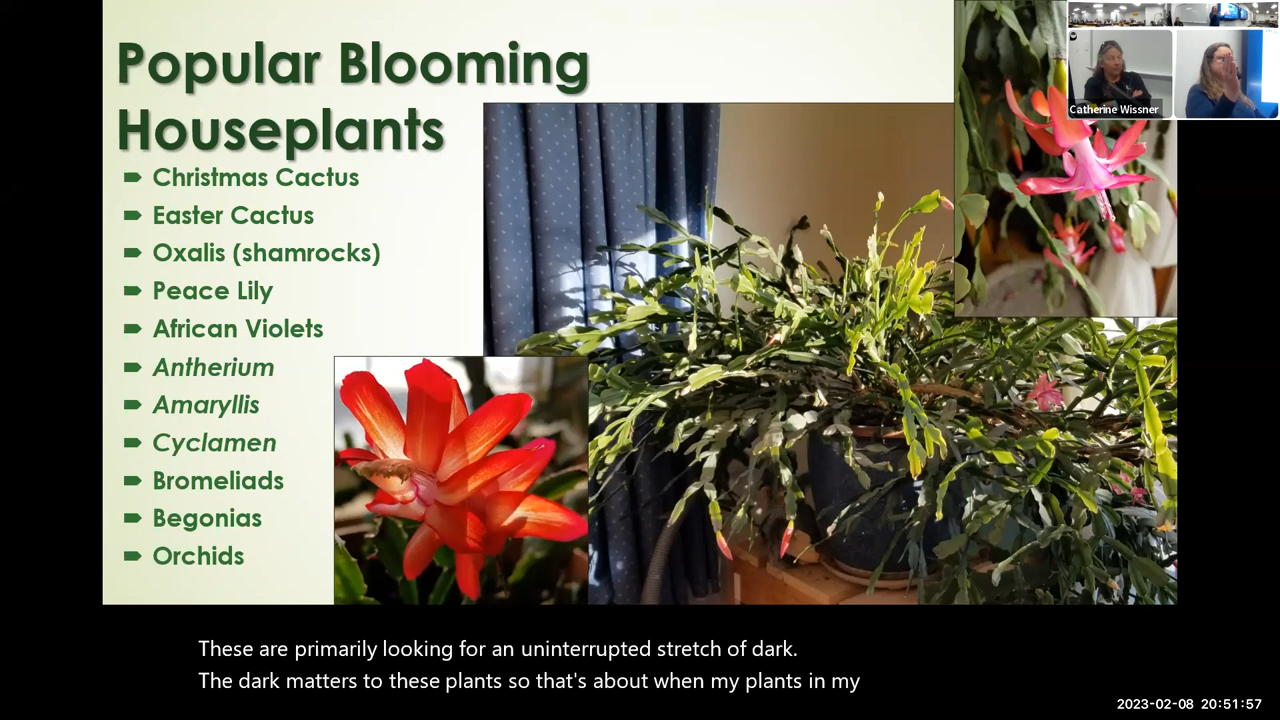 Popular Blooming
Houseplants
Christmas Cactus
Easter Cactus
Oxalis (shamrocks)
Peace Lily
African Violets
Antherium
Amaryllis
Cyclamen
Bromeliads
Begonias
Orchids
Catherine Wissner
These are primarily looking for an uninterrupted stretch of dark.
The dark matters to these plants so that's about when my plants in my
2023-02-08 20:51:57